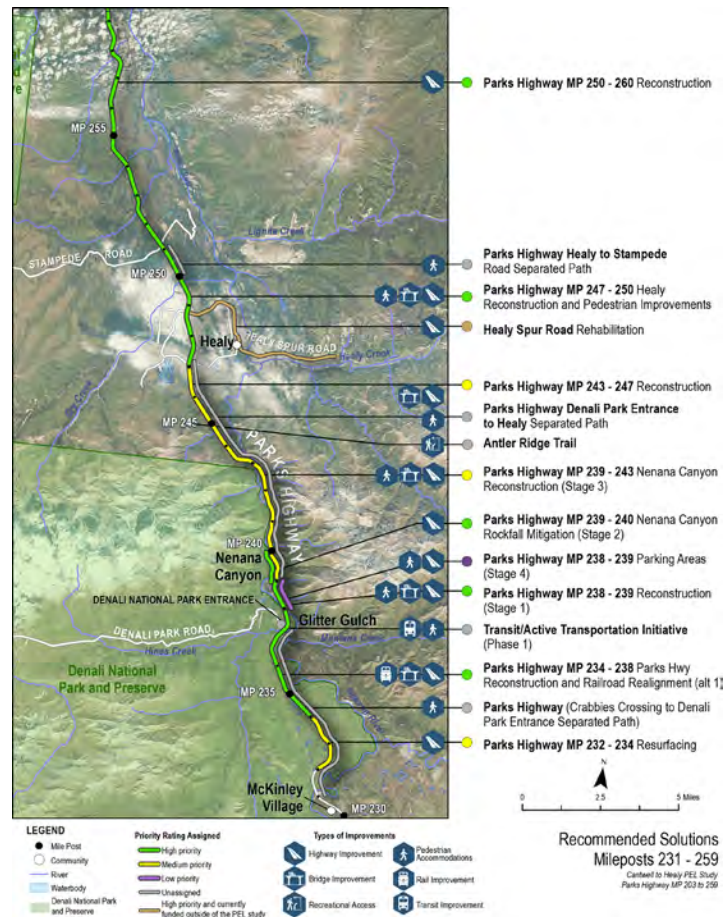 Parks Highway MP 250 - 260 Reconstruction
MP 255
Lignite Creek
STAMPEDE ROAD
MP 250
Parks Highway Healy to Stampede
Road Separated Path
Parks Highway MP 247 - 250 Healy
Reconstruction and Pedestrian Improvements
Healy Spur Road Rehabilitation
HEALY SPUR ROAD
Healy
Healy Creek
Dry Creek
Parks Highway MP 243 - 247 Reconstruction
Parks Highway Denali Park Entrance
to Healy Separated Path
MP 245
Antler Ridge Trail
PARKS HIGHWAY
Parks Highway MP 239 - 243 Nenana Canyon
Reconstruction (Stage 3)
Parks Highway MP 239 - 240 Nenana Canyon
Rockfall Mitigation (Stage 2)
MP 240
Nenana
Canyon
Parks Highway MP 238 - 239 Parking Areas
(Stage 4)
Parks Highway MP 238 - 239 Reconstruction
(Stage 1)
DENALI NATIONAL PARK ENTRANCE
Glitter Gulch
Transit/Active Transportation Initiative
(Phase 1)
DENALI PARK ROAD
Hines Creek
Denali National
Park and Preserve
Parks Highway MP 234 - 238 Parks Hwy
Reconstruction and Railroad Realignment (alt 1)
MP 235
Parks Highway (Crabbies Crossing to Denali
Park Entrance Separated Path)
Parks Highway MP 232 - 234 Resurfacing
McKinley
Village
MP 230
N
0 2.5 5 Miles
LEGEND
Mile Post
Community
River
Waterbody
Denali National Park
and Preserve
Priority Rating Assigned
High priority
Medium priority
Low priority
Unassigned
High priority and currently
funded outside of the PEL study
Types of Improvements
Highway Improvement
Bridge Improvement
Recreational Access
Pedestrian
Accommodations
Rail Improvement
Transit Improvement
Recommended Solutions
Mileposts 231 - 259
Cantwell to Healy PEL Study
Parks Highway MP 203 to 259